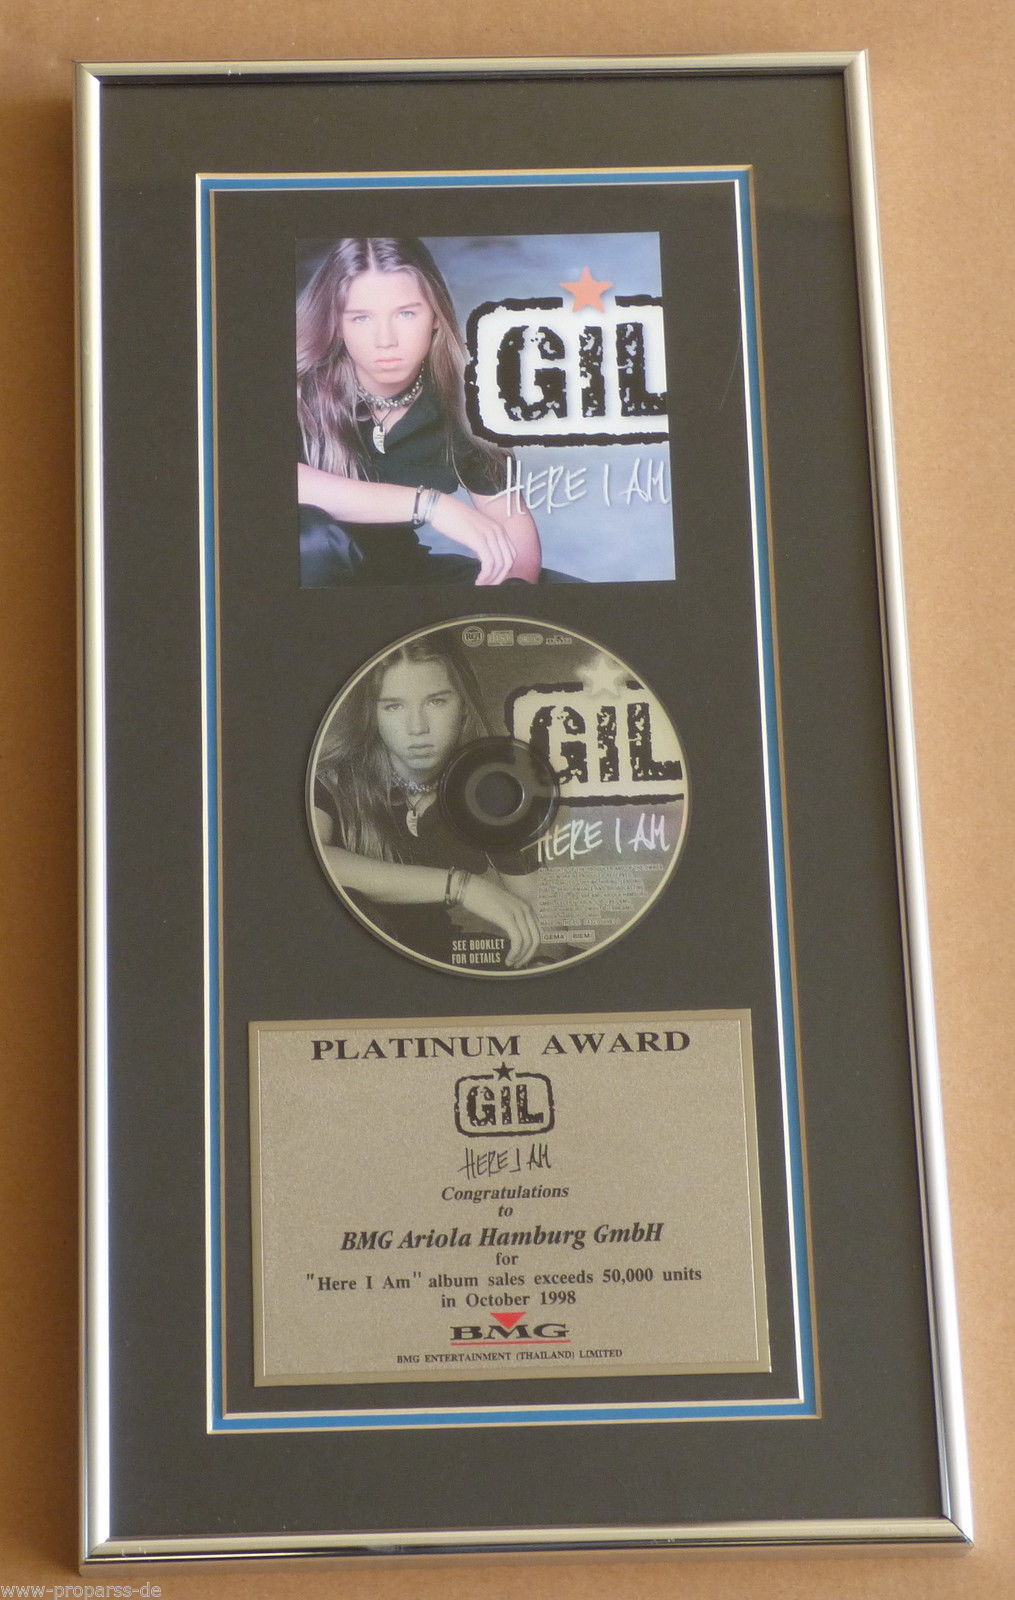 GIL
HERE I AM
GIL
HERE I AM
SEE BOOKLET
FOR DETAILS
GEMA BIEM
PLATINUM AWARD
GIL
HERE I AM
Congratulations
to
BMG Ariola Hamburg GmbH
for
"Here I Am" album sales exceeds 50,000 units
in October 1998
BMG
BMG ENTERTAINMENT (THAILAND) LIMITED
www-proparss-de